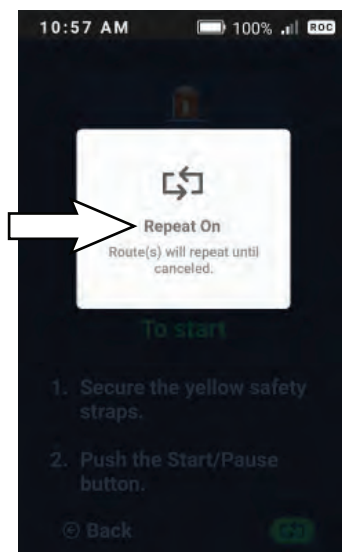 10:57 AM 100% ROC
Repeat On
Route(s) will repeat until
canceled.
To start
1. Secure the yellow safety
straps.
2. Push the Start/Pause
button.
Back